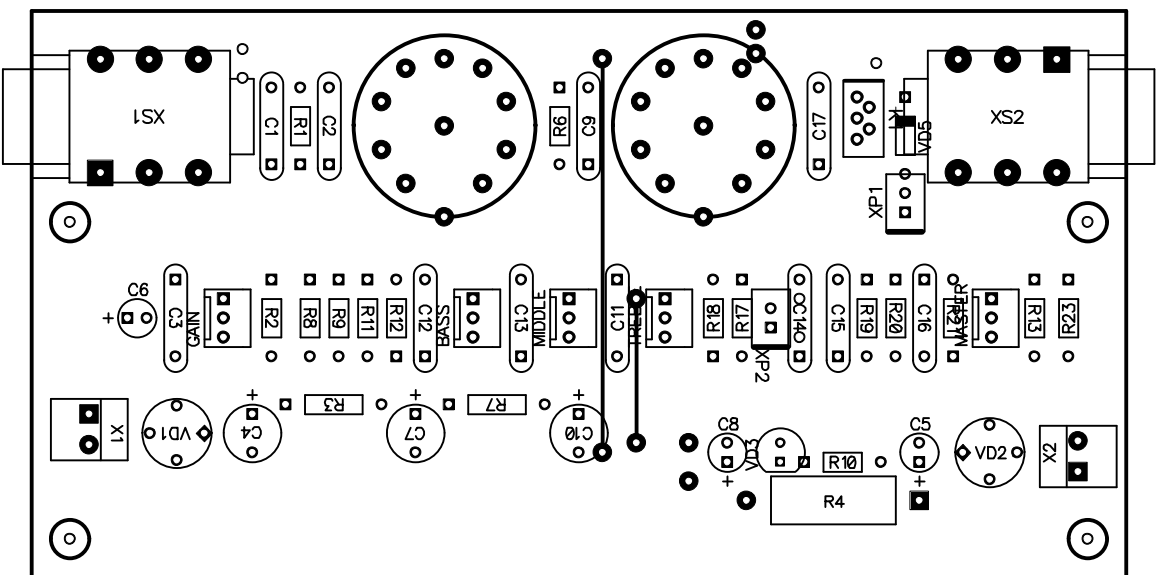 XS1
C1
R1
C2
R6
C9
C17
VD5
XS2
XP1
C6
C3
GAIN
R2
R8
R9
R11
R12
C12
BASS
C13
MIDDLE
C11
R18
R17
XP2
C14
C15
R19
R20
C16
MASTER
R13
R23
X1
VD1
C4
R3
C7
R7
C10
C8
VD3
R10
C5
VD2
X2
R4